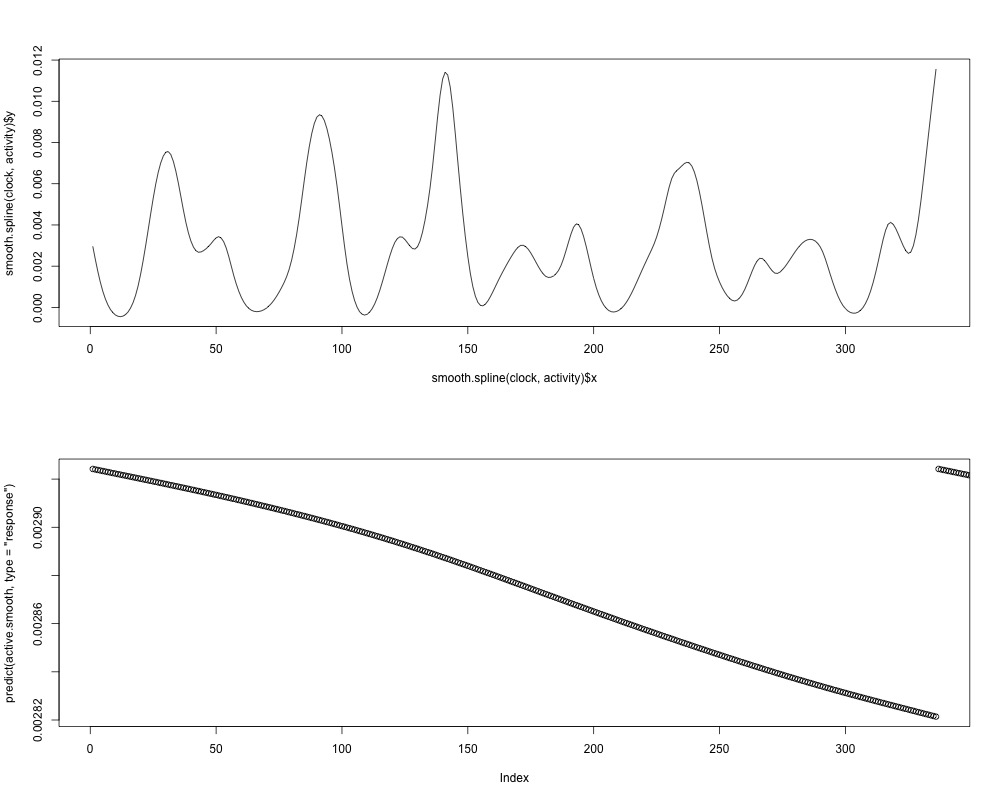 smooth.spline(clock, activity)$y
0.012
0.010
0.008
0.006
0.004
0.002
0.000
0 50 100 150 200 250 300
smooth.spline(clock, activity)$x
predict(active.smooth, type = "response")
0.00290
0.00286
0.00282
0 50 100 150 200 250 300
Index